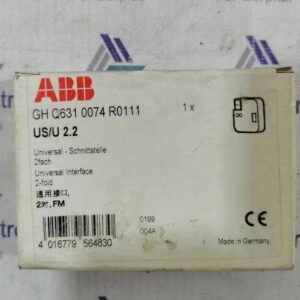 ABB
GH Q631 0074 R0111
1 x
US/U 2.2
Universal - Schnittstelle
2fach
Universal Interface
2-fold
通用接口,
2对, FM
0199
004A
CE
Made in Germany
4 016779 564830